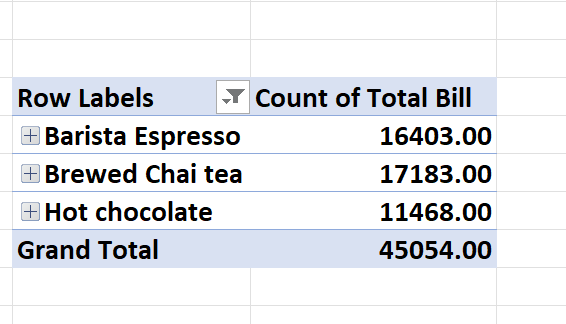 Row Labels Count of Total Bill
Barista Espresso 16403.00
Brewed Chai tea 17183.00
Hot chocolate 11468.00
Grand Total 45054.00